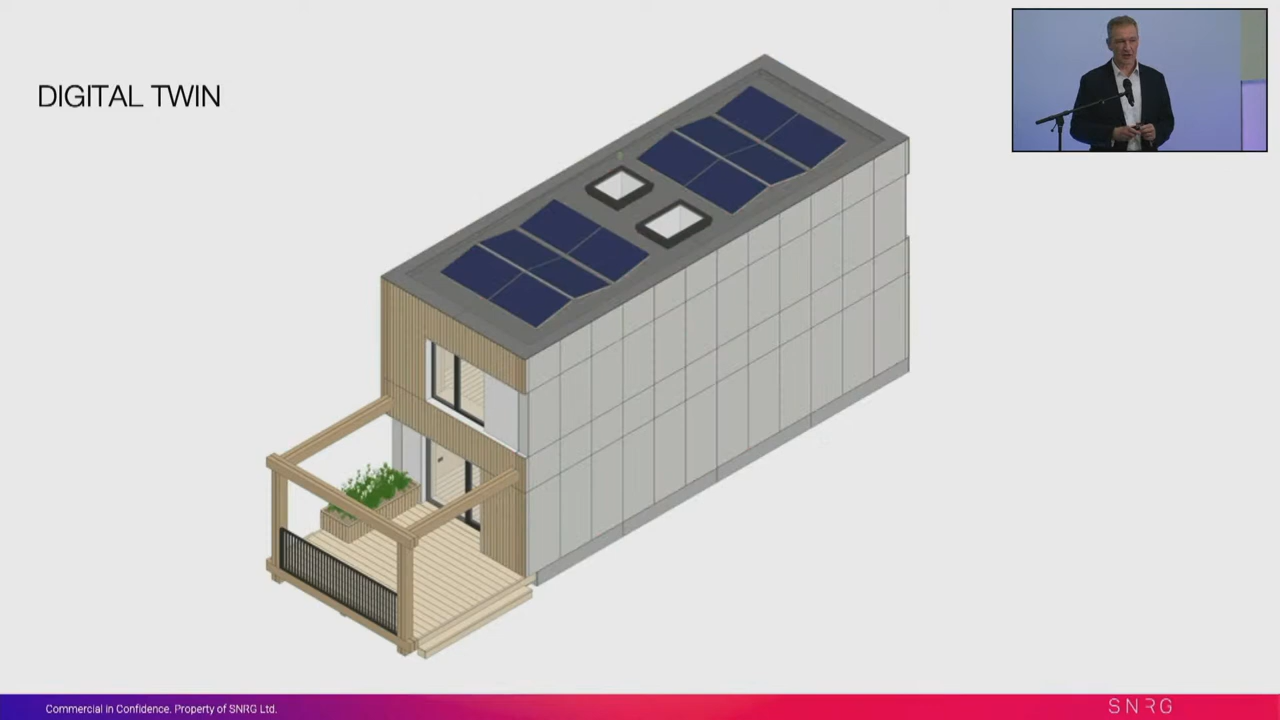 DIGITAL TWIN
Commercial in Confidence. Property of SNRG Ltd.
SNRG